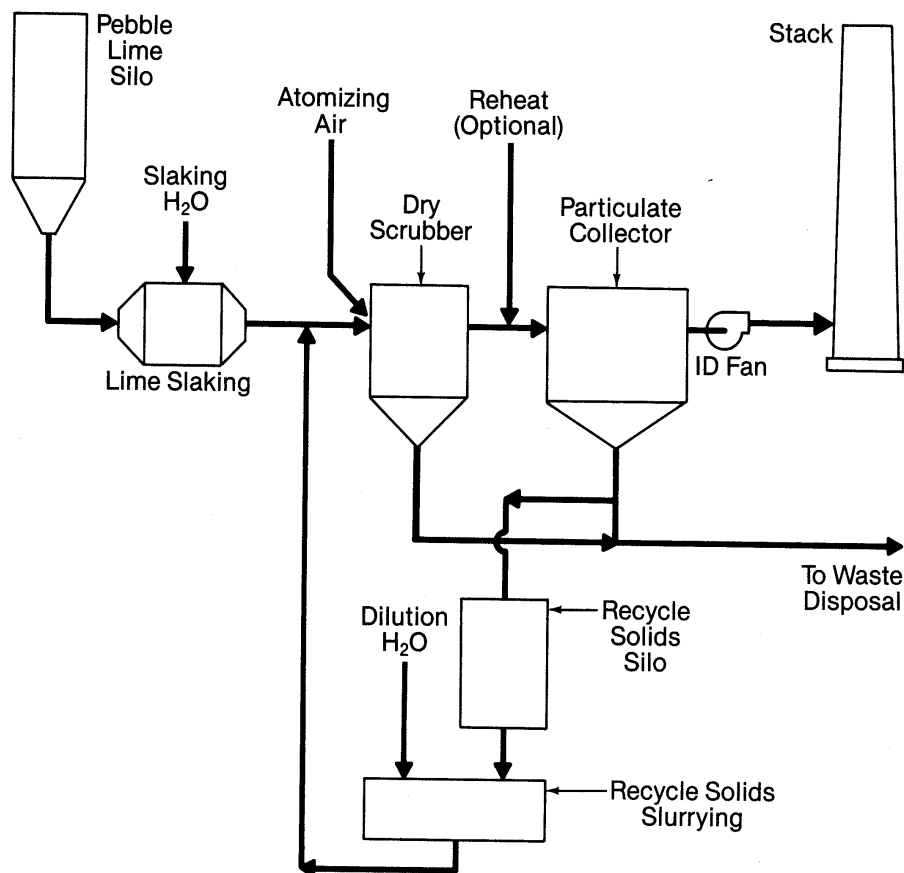 Pebble
Lime
Silo
Stack
Atomizing
Air
Reheat
(Optional)
Slaking
H₂O
Dry
Scrubber
Particulate
Collector
Lime Slaking
ID Fan
To Waste
Disposal
Dilution
H₂O
Recycle
Solids
Silo
Recycle Solids
Slurrying